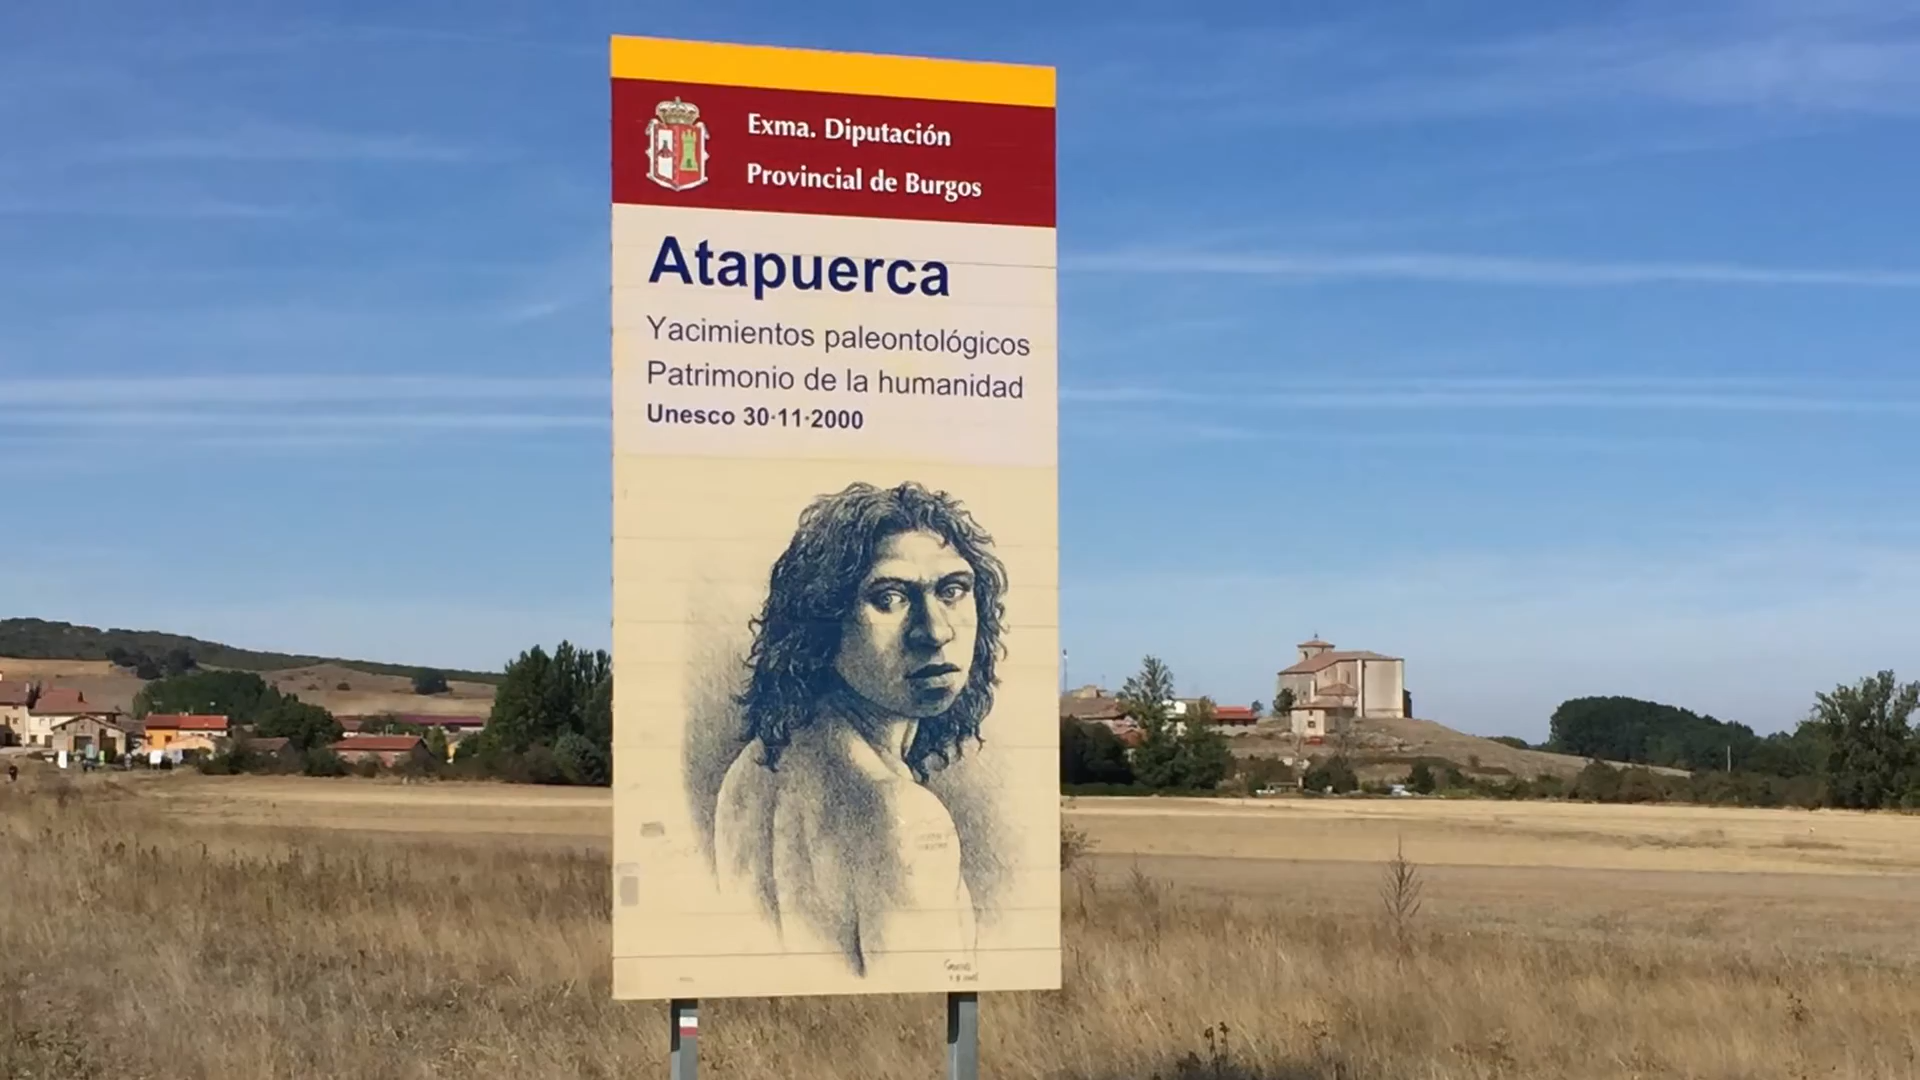 Exma. Diputación
Provincial de Burgos
Atapuerca
Yacimientos paleontológicos
Patrimonio de la humanidad
Unesco 30·11·2000